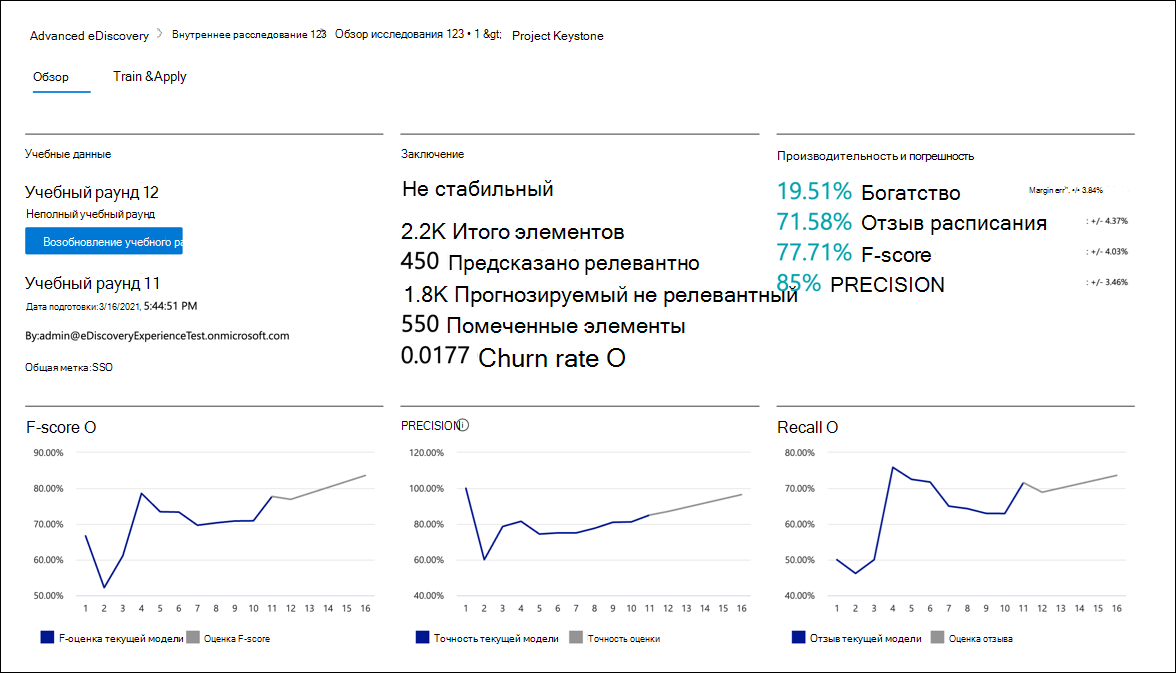 Advanced eDiscovery > Внутреннее расследование 123 Обзор исследования 123 • 1 &gt; Project Keystone
Обзор Train &Apply
Учебные данные
Учебный раунд 12
Неполный учебный раунд
Возобновление учебного ра
Учебный раунд 11
Дата подготовки:3/16/2021, 5:44:51 PM
By:admin@eDiscoveryExperienceTest.onmicrosoft.com
Общая метка:SSO
Заключение
Не стабильный
2.2K Итого элементов
450 Предсказано релевантно
1.8K Прогнозируемый не релевантный
550 Помеченные элементы
0.0177 Churn rate O
Производительность и погрешность
19.51% Богатство Margin err". +/- 3.84%
71.58% Отзыв расписания : +/- 4.37%
77.71% F-score : +/- 4.03%
85% PRECISION : +/- 3.46%
F-score O
90.00%
80.00%
70.00%
60.00%
50.00%
1 2 3 4 5 6 7 8 9 10 11 12 13 14 15 16
F-оценка текущей модели Оценка F-score
PRECISION
120.00%
100.00%
80.00%
60.00%
40.00%
1 2 3 4 5 6 7 8 9 10 11 12 13 14 15 16
Точность текущей модели Точность оценки
Recall O
80.00%
70.00%
60.00%
50.00%
40.00%
1 2 3 4 5 6 7 8 9 10 11 12 13 14 15 16
Отзыв текущей модели Оценка отзыва